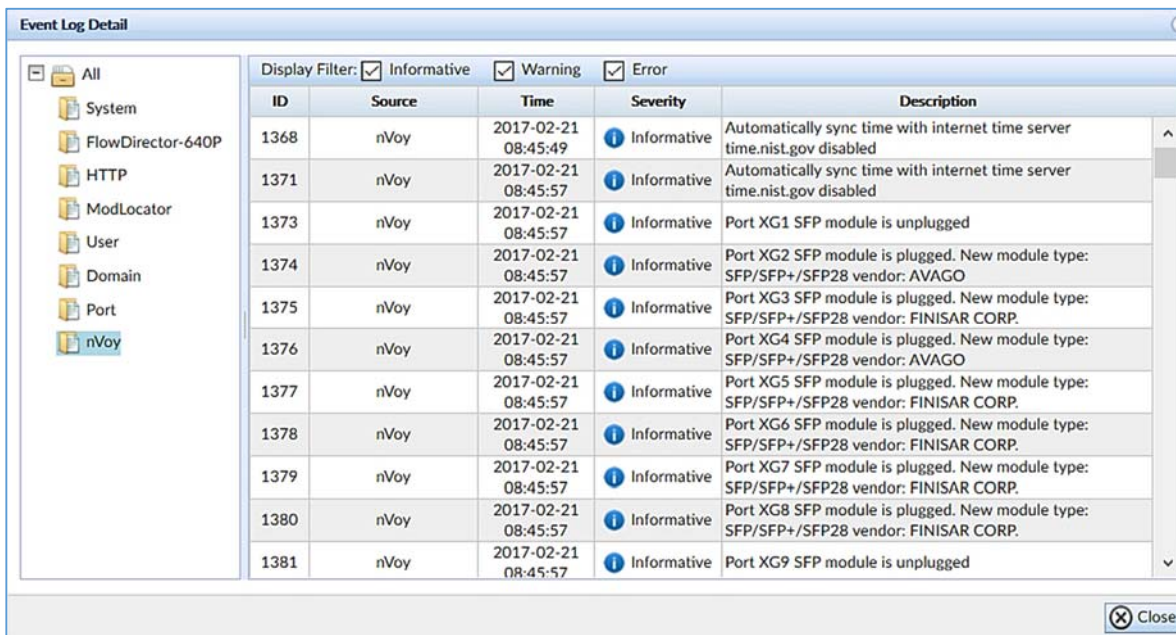 Event Log Detail
All
System
FlowDirector-640P
HTTP
ModLocator
User
Domain
Port
nVoy
Display Filter: Informative Warning Error
ID Source Time Severity Description
1368 nVoy 2017-02-21 08:45:49 Informative Automatically sync time with internet time server
time.nist.gov disabled
1371 nVoy 2017-02-21 08:45:57 Informative Automatically sync time with internet time server
time.nist.gov disabled
1373 nVoy 2017-02-21 08:45:57 Informative Port XG1 SFP module is unplugged
1374 nVoy 2017-02-21 08:45:57 Informative Port XG2 SFP module is plugged. New module type:
SFP/SFP+/SFP28 vendor: AVAGO
1375 nVoy 2017-02-21 08:45:57 Informative Port XG3 SFP module is plugged. New module type:
SFP/SFP+/SFP28 vendor: FINISAR CORP.
1376 nVoy 2017-02-21 08:45:57 Informative Port XG4 SFP module is plugged. New module type:
SFP/SFP+/SFP28 vendor: AVAGO
1377 nVoy 2017-02-21 08:45:57 Informative Port XG5 SFP module is plugged. New module type:
SFP/SFP+/SFP28 vendor: FINISAR CORP.
1378 nVoy 2017-02-21 08:45:57 Informative Port XG6 SFP module is plugged. New module type:
SFP/SFP+/SFP28 vendor: FINISAR CORP.
1379 nVoy 2017-02-21 08:45:57 Informative Port XG7 SFP module is plugged. New module type:
SFP/SFP+/SFP28 vendor: FINISAR CORP.
1380 nVoy 2017-02-21 08:45:57 Informative Port XG8 SFP module is plugged. New module type:
SFP/SFP+/SFP28 vendor: FINISAR CORP.
1381 nVoy 2017-02-21 08:45:57 Informative Port XG9 SFP module is unplugged
Close